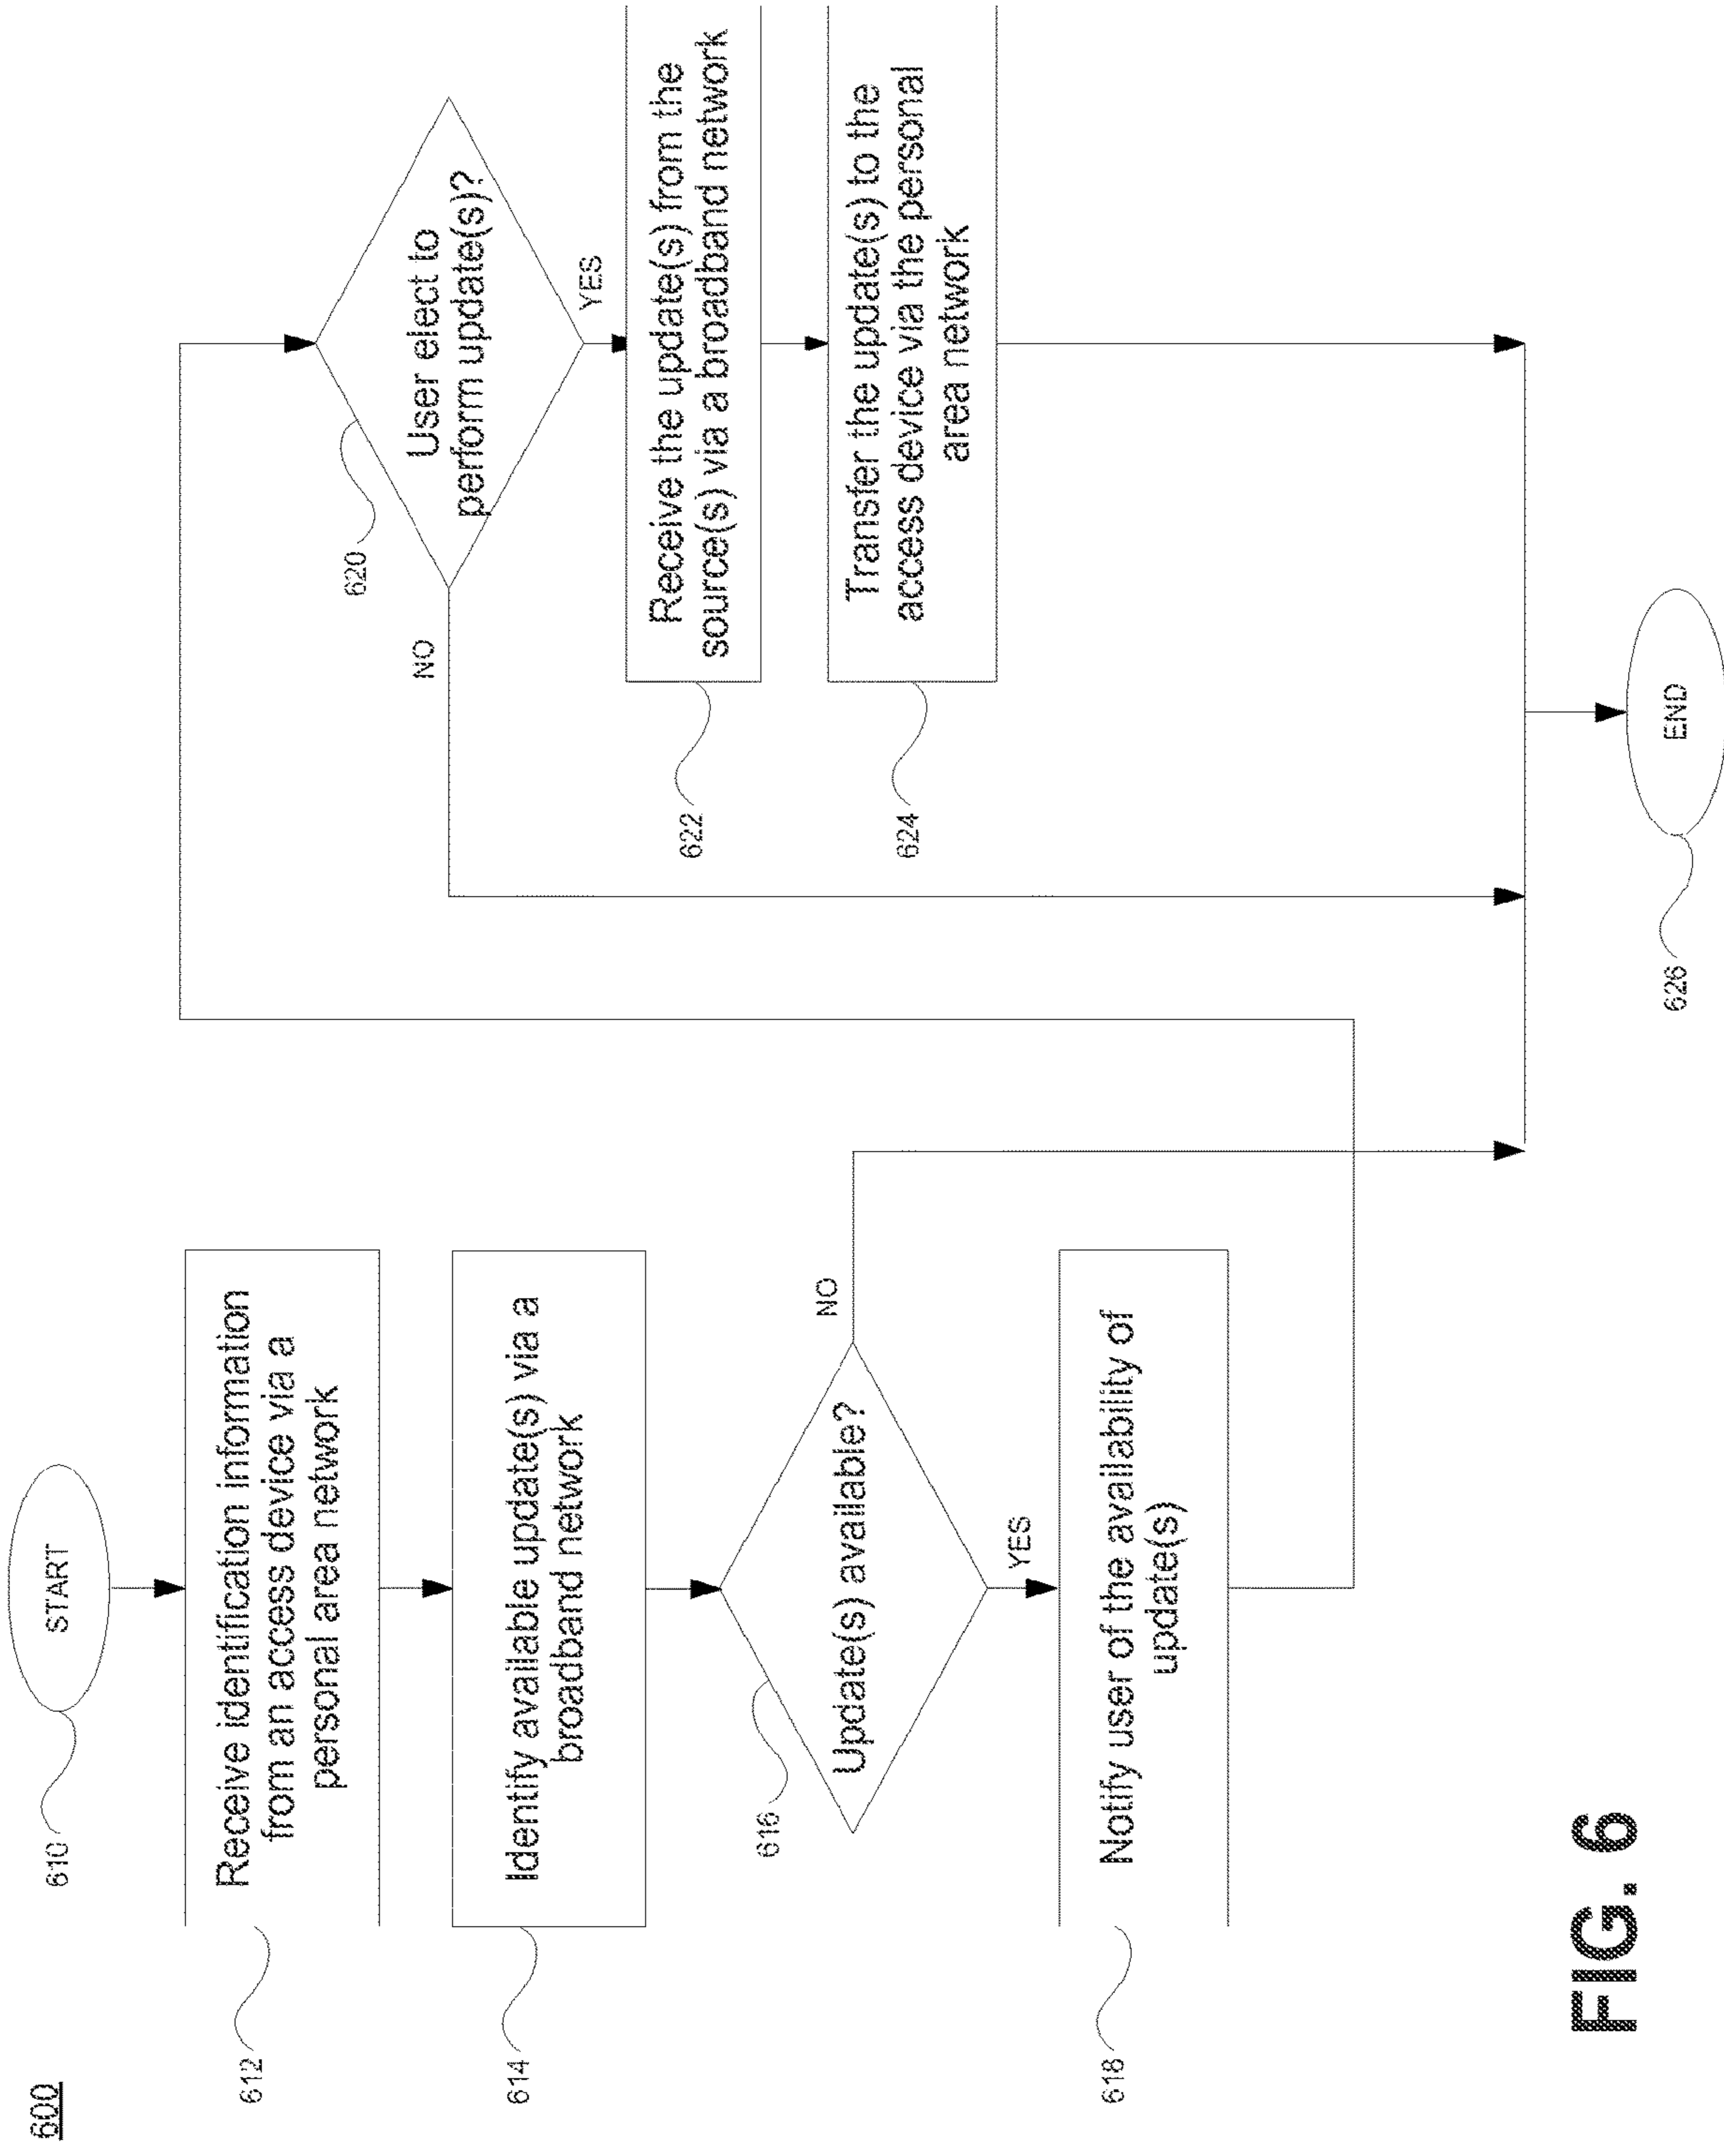 600
610
START
612
Receive identification information
from an access device via a
personal area network
614
Identify available update(s) via a
broadband network
616
Update(s) available?
NO
YES
618
Notify user of the availability of
update(s)
620
User elect to
perform update(s)?
NO
YES
622
Receive the update(s) from the
source(s) via a broadband network
624
Transfer the update(s) to the
access device via the personal
area network
626
END
FIG. 6